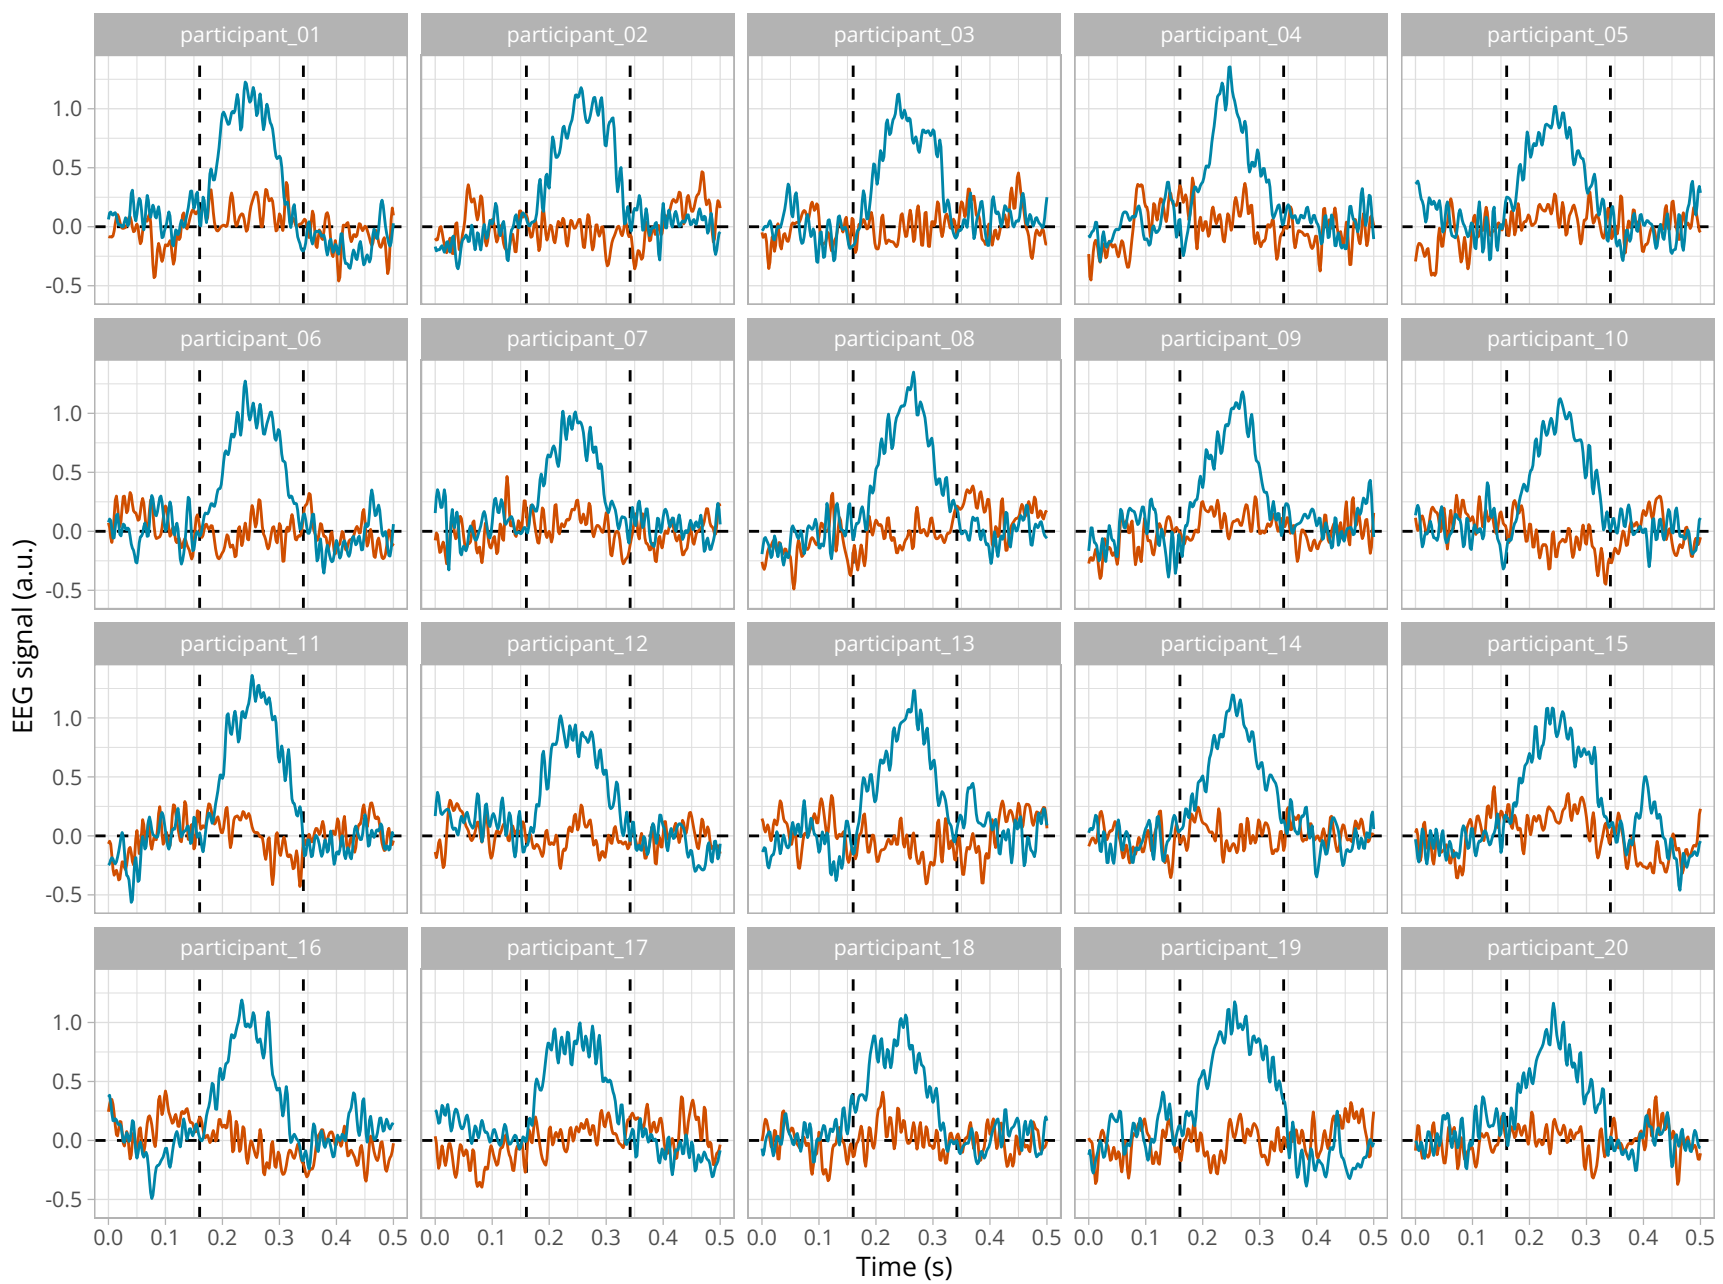 participant_01 participant_02 participant_03 participant_04 participant_05
1.0
0.5
0.0
-0.5
participant_06 participant_07 participant_08 participant_09 participant_10
1.0
0.5
0.0
-0.5
participant_11 participant_12 participant_13 participant_14 participant_15
1.0
0.5
0.0
-0.5
participant_16 participant_17 participant_18 participant_19 participant_20
1.0
0.5
0.0
-0.5
0.0 0.1 0.2 0.3 0.4 0.5 0.0 0.1 0.2 0.3 0.4 0.5 0.0 0.1 0.2 0.3 0.4 0.5 0.0 0.1 0.2 0.3 0.4 0.5 0.0 0.1 0.2 0.3 0.4 0.5
Time (s)
EEG signal (a.u.)